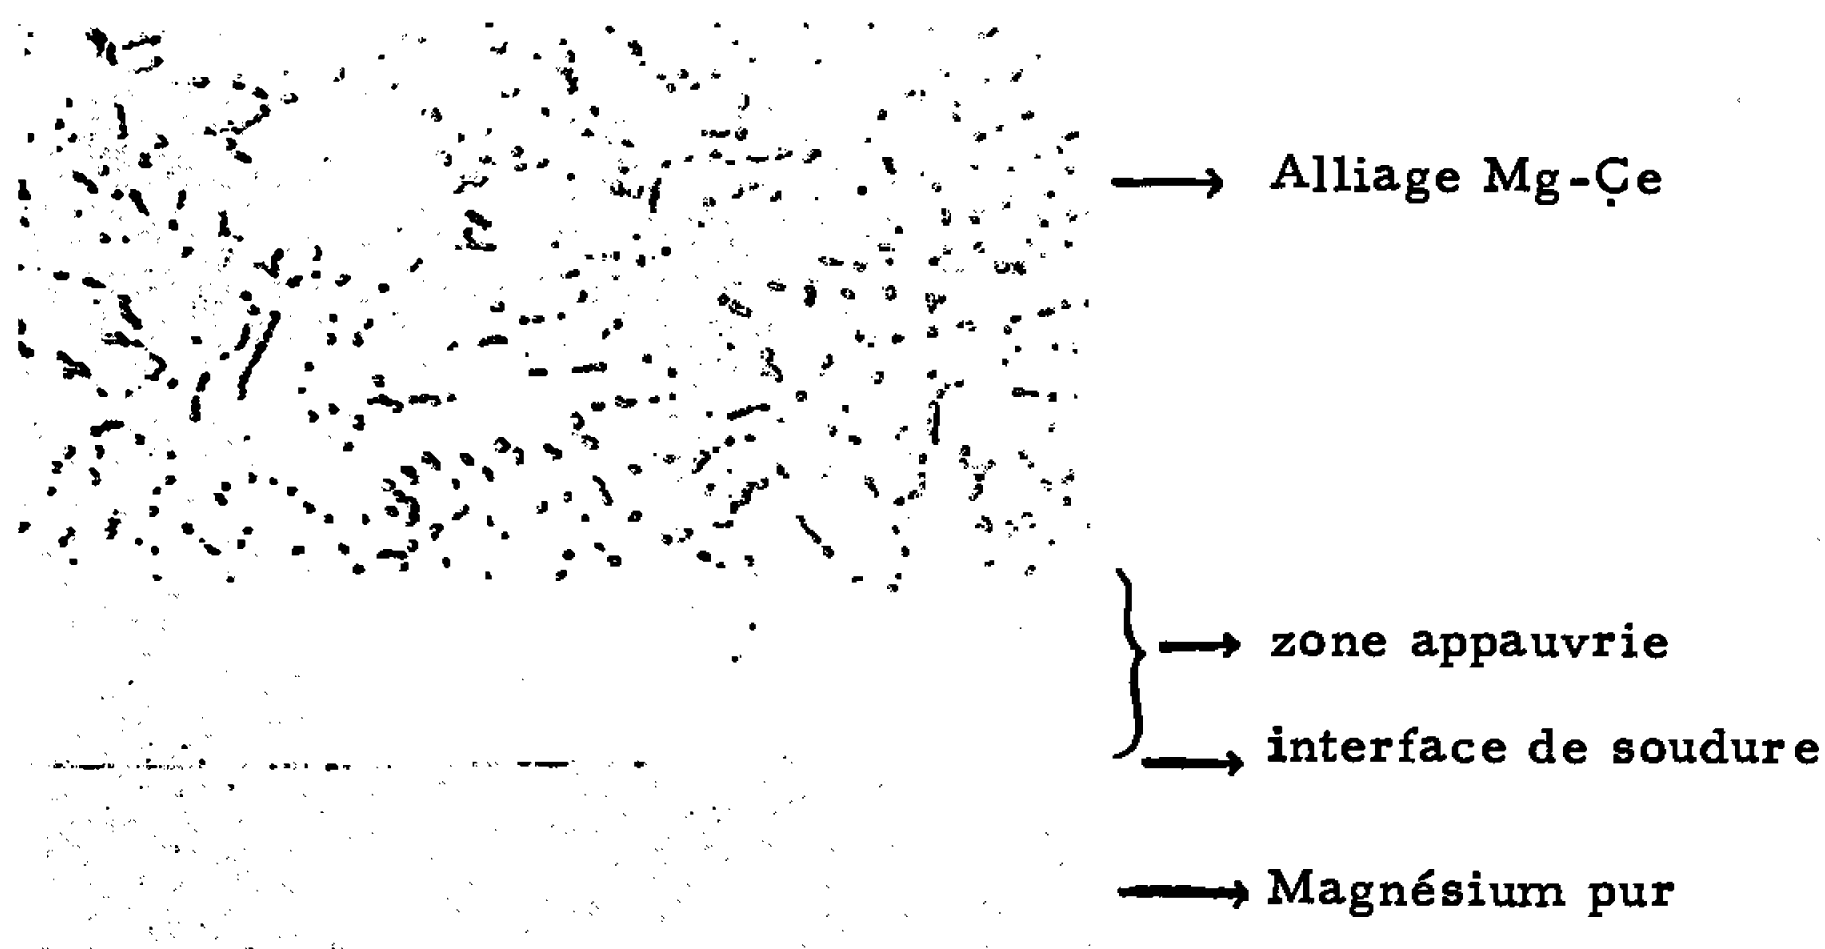 Alliage Mg-Ce
zone appauvrie
interface de soudure
Magnésium pur